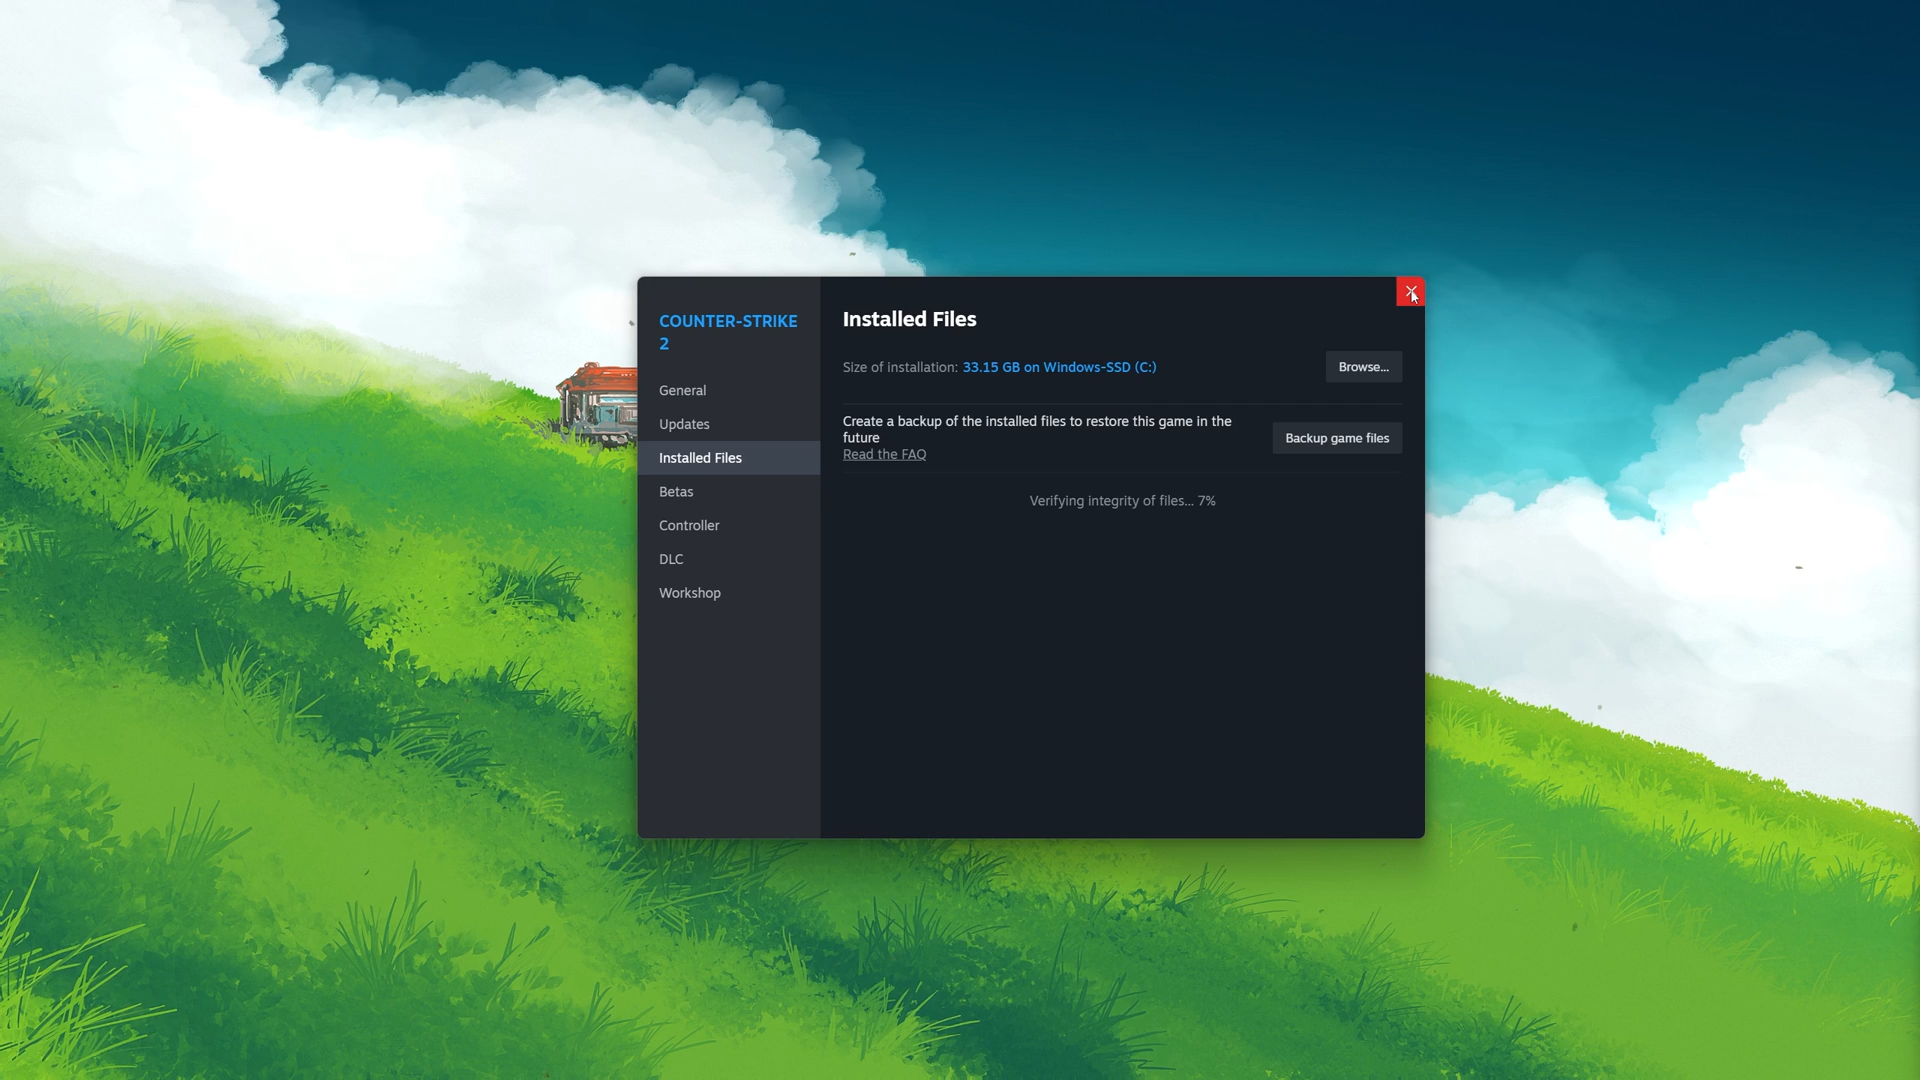 COUNTER-STRIKE
2
General
Updates
Installed Files
Betas
Controller
DLC
Workshop
Installed Files
Size of installation: 33.15 GB on Windows-SSD (C:)
Browse...
Create a backup of the installed files to restore this game in the
future
Read the FAQ
Backup game files
Verifying integrity of files... 7%